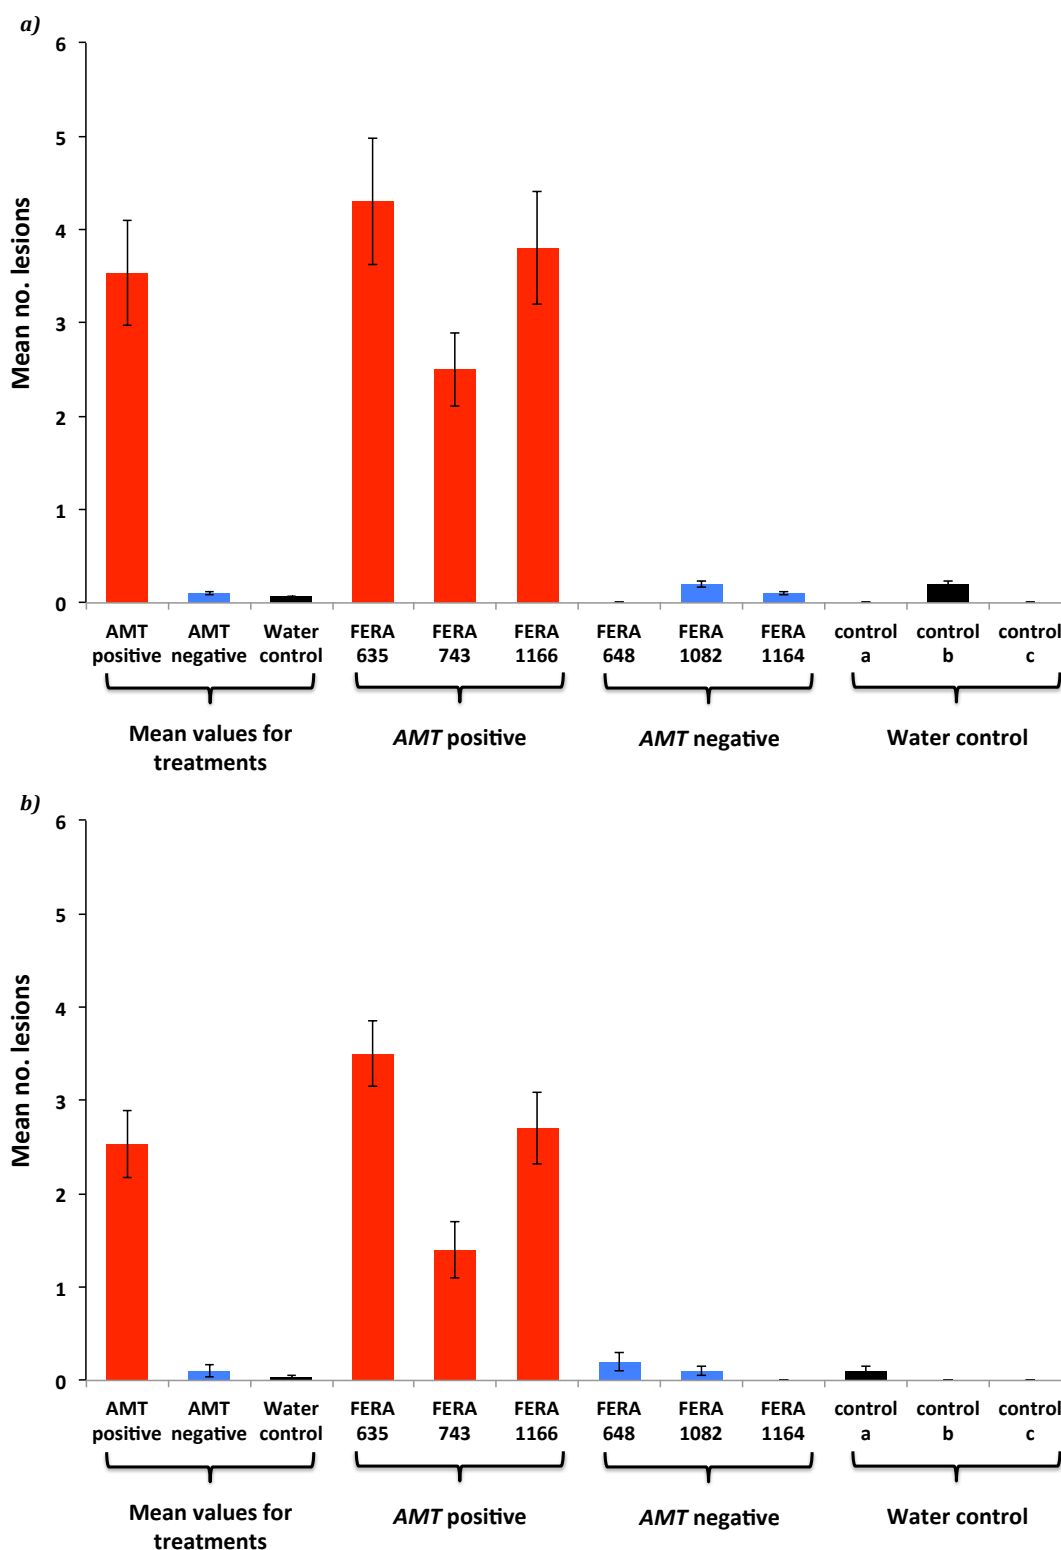 a)
6
5
4
3
2
1
0
Mean no. lesions
AMT positive
AMT negative
Water control
FERA 635
FERA 743
FERA 1166
FERA 648
FERA 1082
FERA 1164
control a
control b
control c
Mean values for
treatments
AMT positive
AMT negative
Water control
b)
6
5
4
3
2
1
0
Mean no. lesions
AMT positive
AMT negative
Water control
FERA 635
FERA 743
FERA 1166
FERA 648
FERA 1082
FERA 1164
control a
control b
control c
Mean values for
treatments
AMT positive
AMT negative
Water control